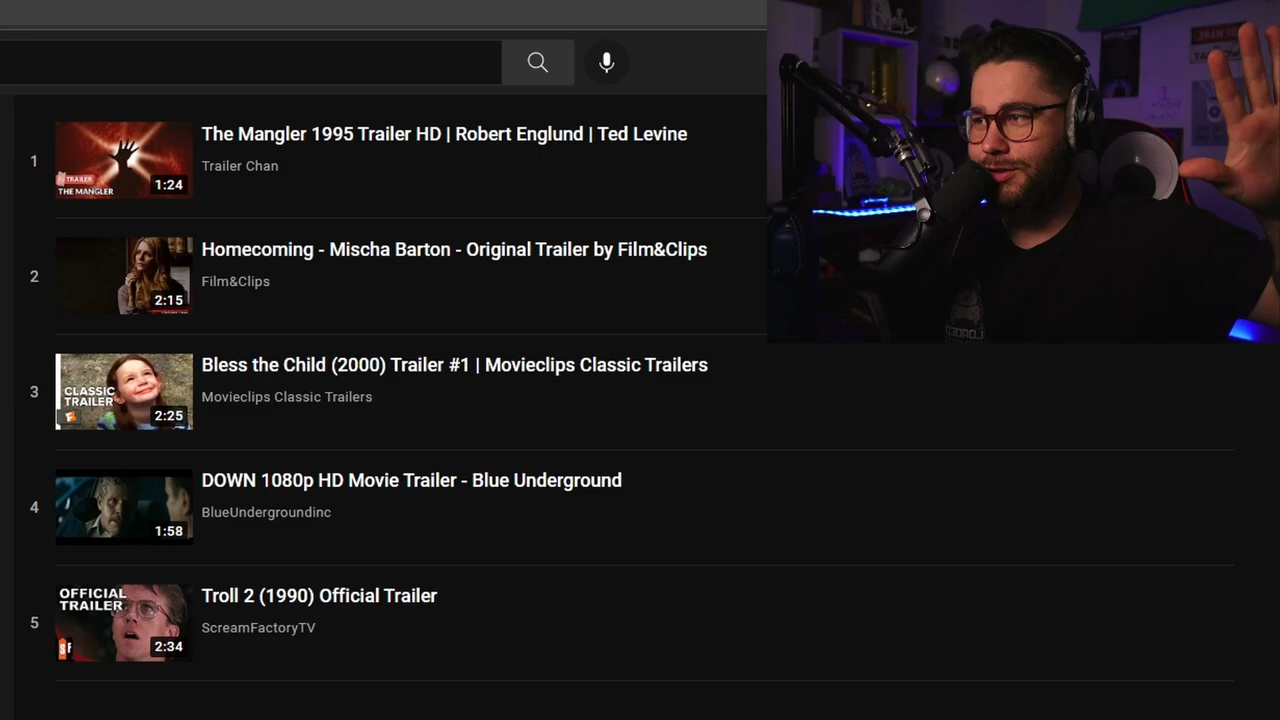 1
TRAILER
THE MANGLER
1:24
The Mangler 1995 Trailer HD | Robert Englund | Ted Levine
Trailer Chan
2
2:15
Homecoming - Mischa Barton - Original Trailer by Film&Clips
Film&Clips
3
CLASSIC
TRAILER
2:25
Bless the Child (2000) Trailer #1 | Movieclips Classic Trailers
Movieclips Classic Trailers
4
1:58
DOWN 1080p HD Movie Trailer - Blue Underground
BlueUndergroundinc
5
OFFICIAL
TRAILER
SF
2:34
Troll 2 (1990) Official Trailer
ScreamFactoryTV